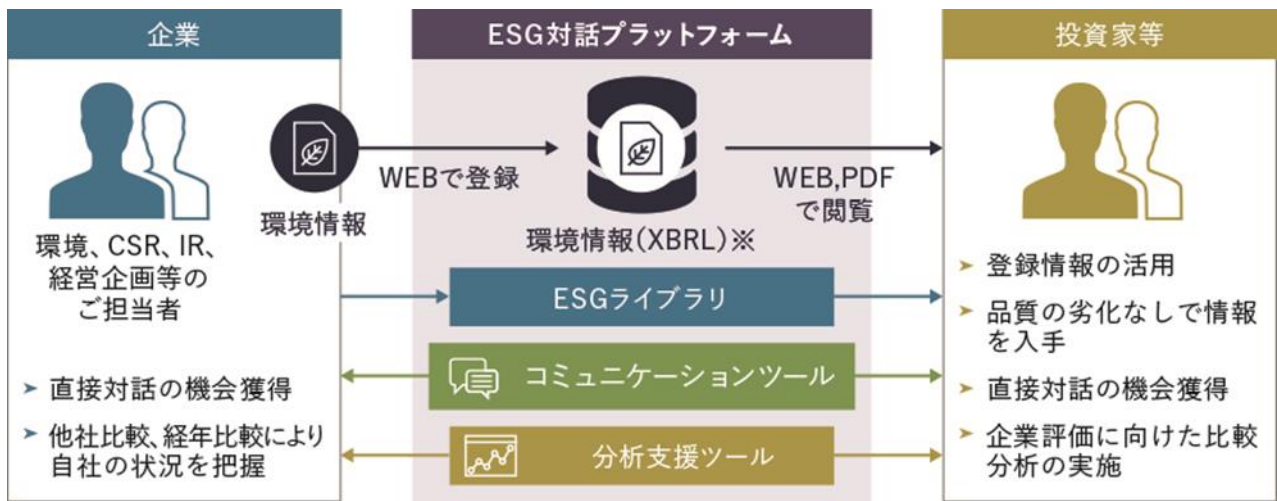 企業
環境、CSR、IR、
経営企画等の
ご担当者
➤ 直接対話の機会獲得
➤ 他社比較、経年比較により
自社の状況を把握
環境情報
WEBで登録
ESG対話プラットフォーム
環境情報(XBRL)※
WEB,PDF
で閲覧
ESGライブラリ
コミュニケーションツール
分析支援ツール
投資家等
➤ 登録情報の活用
➤ 品質の劣化なしで情報
を入手
➤ 直接対話の機会獲得
➤ 企業評価に向けた比較
分析の実施